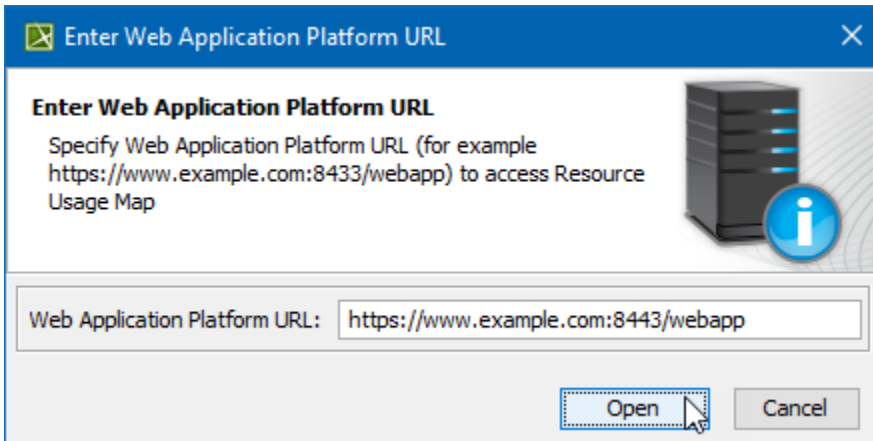 Enter Web Application Platform URL
Enter Web Application Platform URL
Specify Web Application Platform URL (for example
https://www.example.com:8433/webapp) to access Resource
Usage Map
Web Application Platform URL: https://www.example.com:8443/webapp
Open Cancel